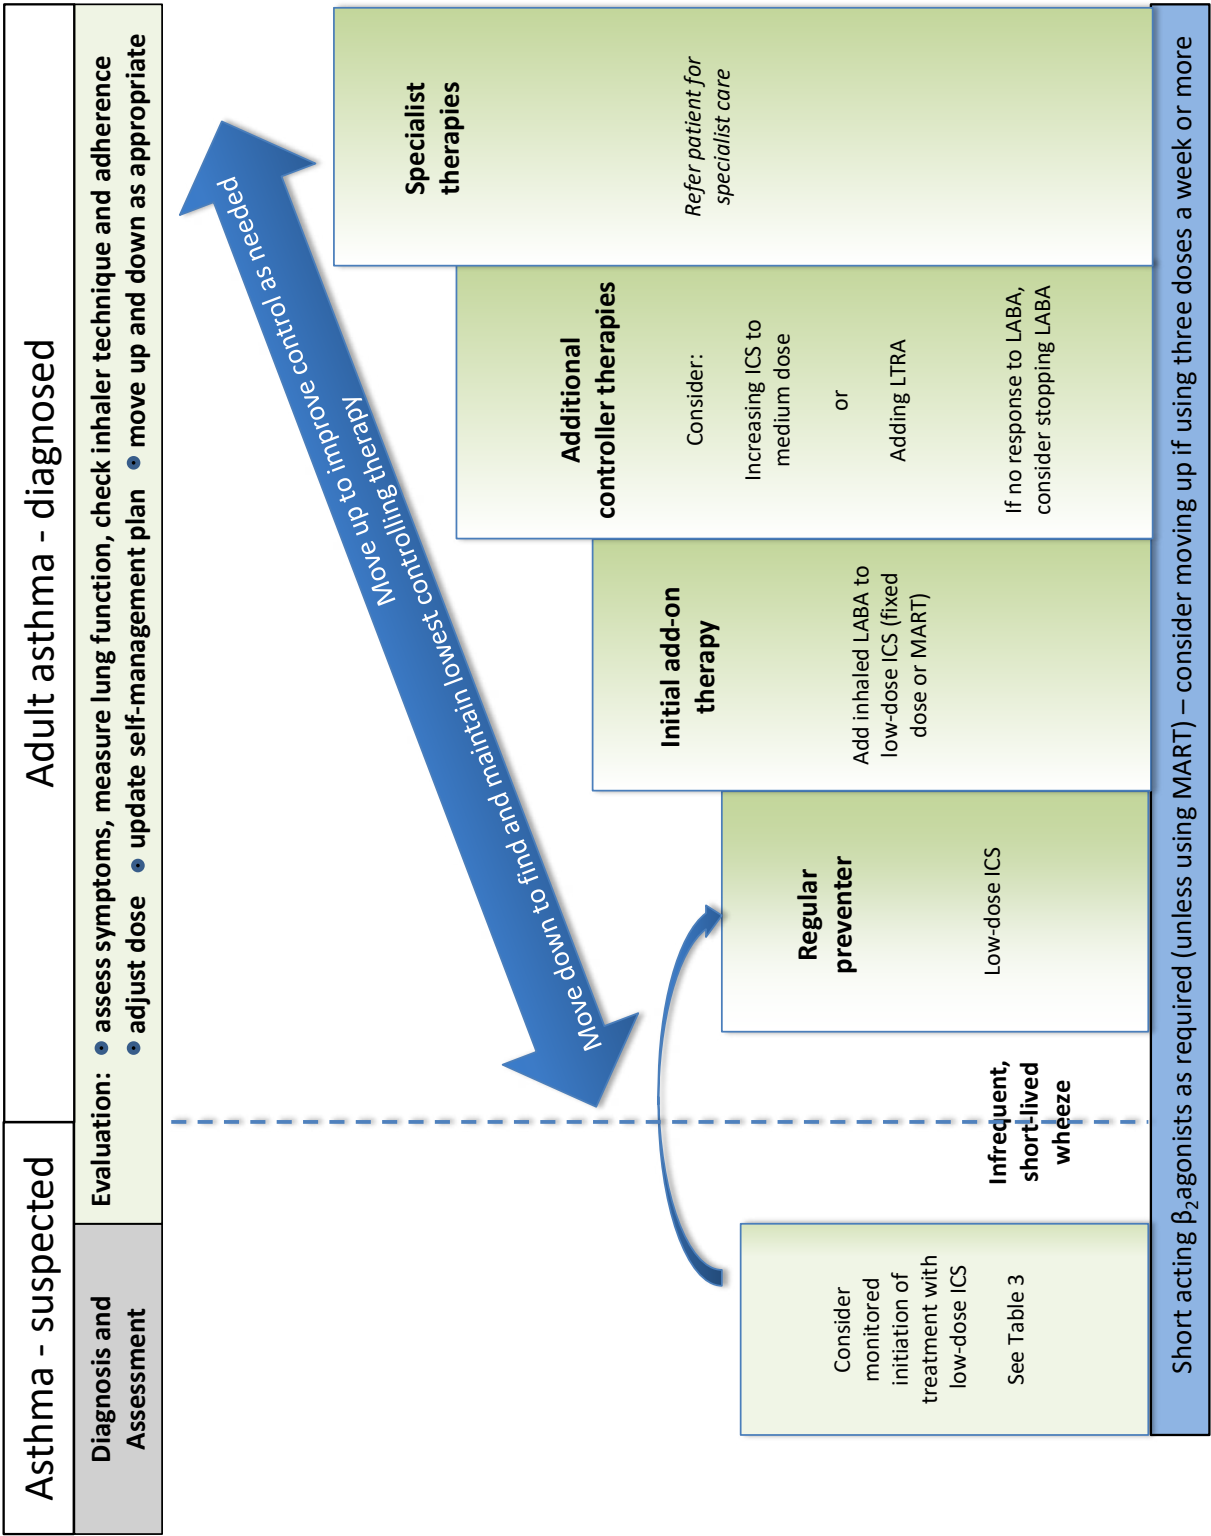 Asthma - suspected
Adult asthma - diagnosed
Diagnosis and
Assessment
Evaluation: • assess symptoms, measure lung function, check inhaler technique and adherence
• adjust dose • update self-management plan • move up and down as appropriate
Move up to improve control as needed
Move down to find and maintain lowest controlling therapy
Consider
monitored
initiation of
treatment with
low-dose ICS
See Table 3
Infrequent,
short-lived
wheeze
Regular
preventer
Low-dose ICS
Initial add-on
therapy
Add inhaled LABA to
low-dose ICS (fixed
dose or MART)
Additional
controller therapies
Consider:
Increasing ICS to
medium dose
or
Adding LTRA
If no response to LABA,
consider stopping LABA
Specialist
therapies
Refer patient for
specialist care
Short acting β₂agonists as required (unless using MART) – consider moving up if using three doses a week or more